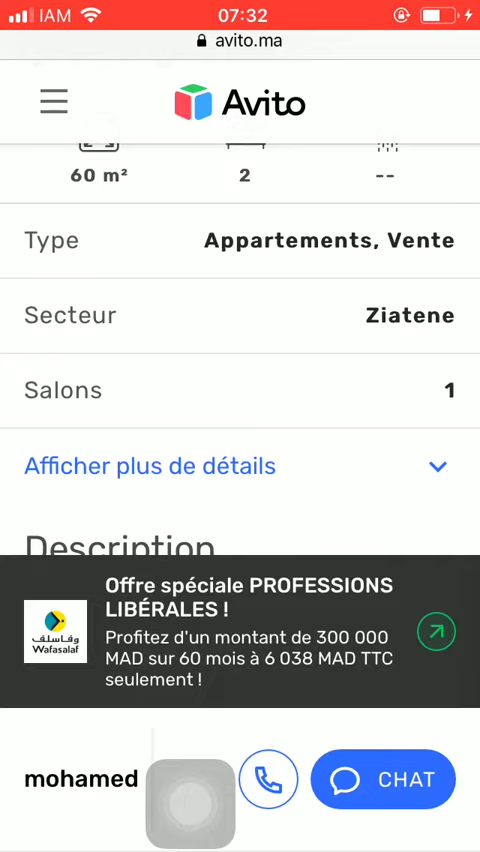 IAM 07:32
avito.ma
Avito
60 m² 2 --
Type Appartements, Vente
Secteur Ziatene
Salons 1
Afficher plus de détails
Description
Offre spéciale PROFESSIONS
LIBÉRALES !
Profitez d'un montant de 300 000
MAD sur 60 mois à 6 038 MAD TTC
seulement !
وفاسلف
Wafasalaf
mohamed CHAT